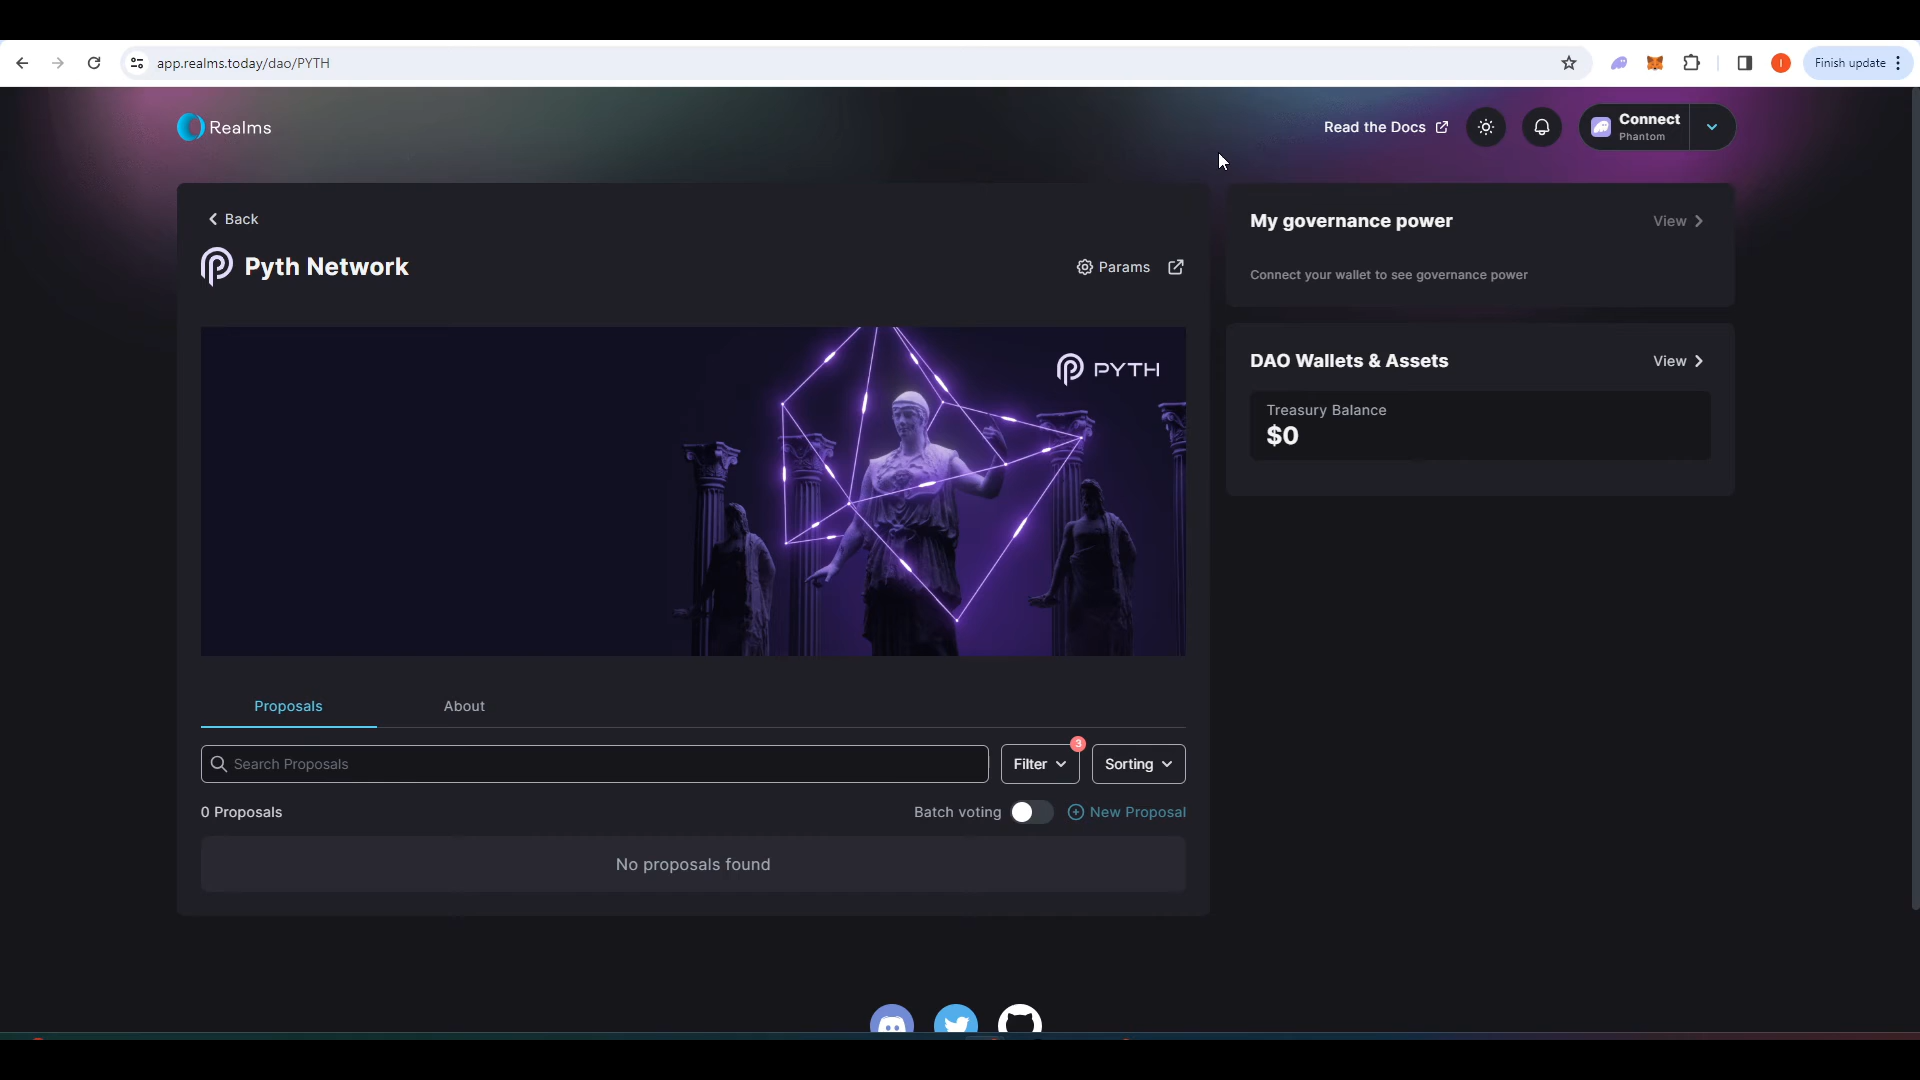 app.realms.today/dao/PYTH
Finish update
Realms
Read the Docs
Connect
Phantom
Back
Pyth Network
Params
My governance power
View
Connect your wallet to see governance power
PYTH
DAO Wallets & Assets
View
Treasury Balance
$0
Proposals
About
Search Proposals
Filter
3
Sorting
0 Proposals
Batch voting
New Proposal
No proposals found